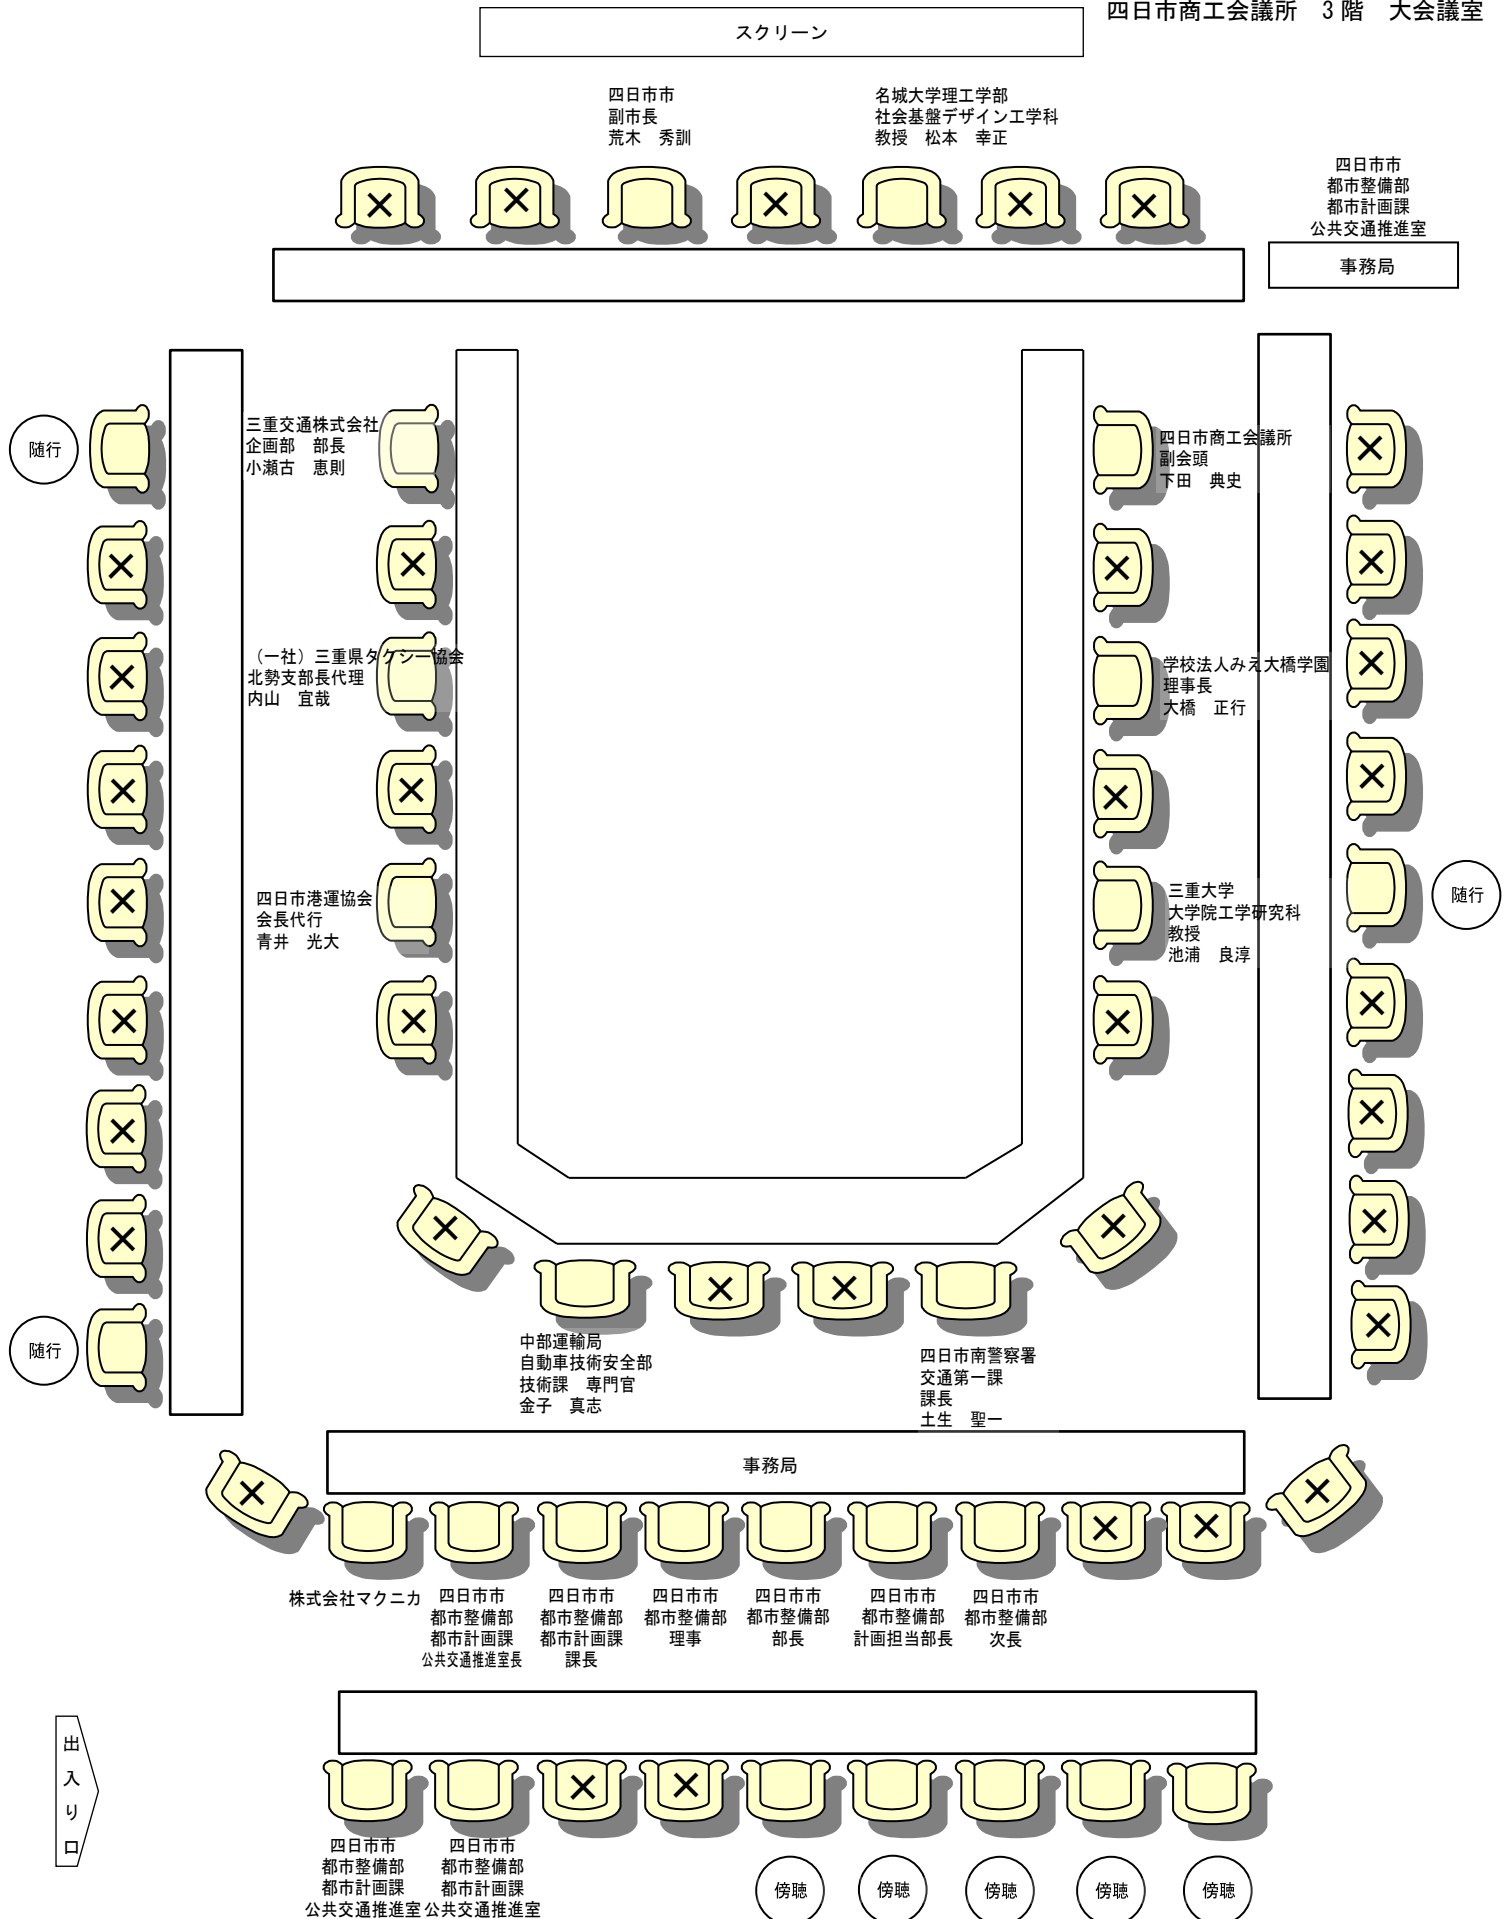 四日市商工会議所　3階　大会議室
スクリーン
四日市市
副市長
荒木　秀訓
名城大学理工学部
社会基盤デザイン工学科
教授　松本　幸正
四日市市
都市整備部
都市計画課
公共交通推進室
事務局
随行
三重交通株式会社
企画部　部長
小瀬古　恵則
四日市商工会議所
副会頭
下田　典史
（一社）三重県タクシー協会
北勢支部長代理
内山　宜哉
学校法人みえ大橋学園
理事長
大橋　正行
四日市港運協会
会長代行
青井　光大
三重大学
大学院工学研究科
教授
池浦　良淳
随行
随行
中部運輸局
自動車技術安全部
技術課　専門官
金子　真志
四日市南警察署
交通第一課
課長
土生　聖一
事務局
株式会社マクニカ
四日市市
都市整備部
都市計画課
公共交通推進室長
四日市市
都市整備部
都市計画課
課長
四日市市
都市整備部
理事
四日市市
都市整備部
部長
四日市市
都市整備部
計画担当部長
四日市市
都市整備部
次長
出入り口
四日市市
都市整備部
都市計画課
公共交通推進室
四日市市
都市整備部
都市計画課
公共交通推進室
傍聴
傍聴
傍聴
傍聴
傍聴